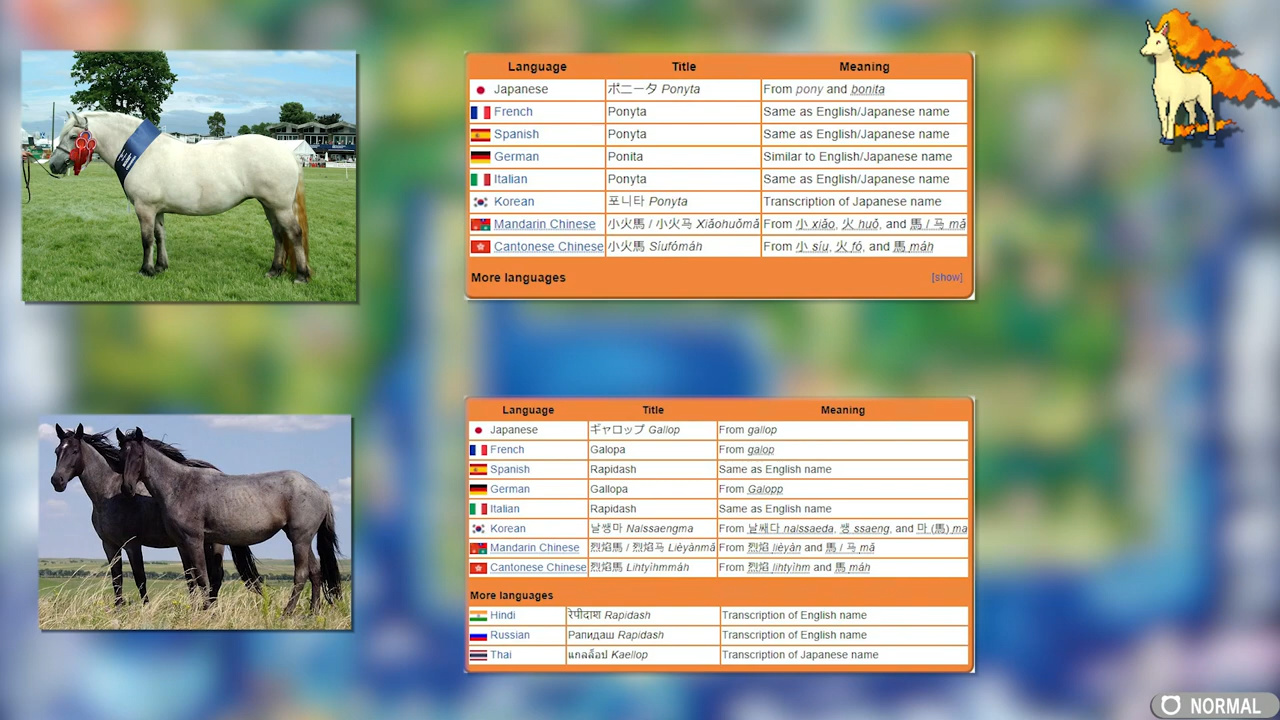 Language Title Meaning
Japanese ポニータ Ponyta From pony and bonita
French Ponyta Same as English/Japanese name
Spanish Ponyta Same as English/Japanese name
German Ponita Similar to English/Japanese name
Italian Ponyta Same as English/Japanese name
Korean 포니타 Ponyta Transcription of Japanese name
Mandarin Chinese 小火馬 / 小火马 Xiǎohuǒmǎ From 小 xiǎo, 火 huǒ, and 馬 / 马 mǎ
Cantonese Chinese 小火馬 Síufómáh From 小 síu, 火 fó, and 馬 máh
More languages [show]
Language Title Meaning
Japanese ギャロップ Gallop From gallop
French Galopa From galop
Spanish Rapidash Same as English name
German Gallopa From Galopp
Italian Rapidash Same as English name
Korean 날쌩마 Nalssaengma From 날쌔다 nalssaeda, 쌩 ssaeng, and 마 (馬) ma
Mandarin Chinese 烈焰馬 / 烈焰马 Lièyànmǎ From 烈焰 lièyàn and 馬 / 马 mǎ
Cantonese Chinese 烈焰馬 Lihtyihmmáh From 烈焰 lihtyihm and 馬 máh
More languages
Hindi रेपीदाश Rapidash Transcription of English name
Russian Рапидаш Rapidash Transcription of English name
Thai แกลล็อป Kaellop Transcription of Japanese name
NORMAL